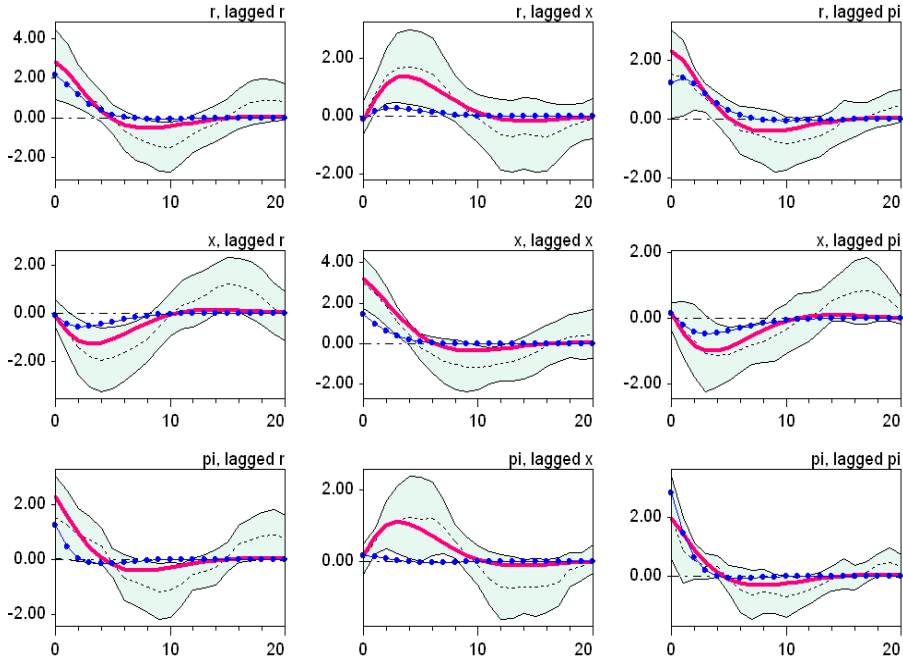 r, lagged r
4.00
2.00
0.00
-2.00
0 10 20
r, lagged x
2.00
0.00
-2.00
0 10 20
r, lagged pi
2.00
0.00
-2.00
0 10 20
x, lagged r
2.00
0.00
-2.00
0 10 20
x, lagged x
4.00
2.00
0.00
-2.00
0 10 20
x, lagged pi
2.00
0.00
-2.00
0 10 20
pi, lagged r
2.00
0.00
-2.00
0 10 20
pi, lagged x
2.00
0.00
0 10 20
pi, lagged pi
2.00
0.00
0 10 20